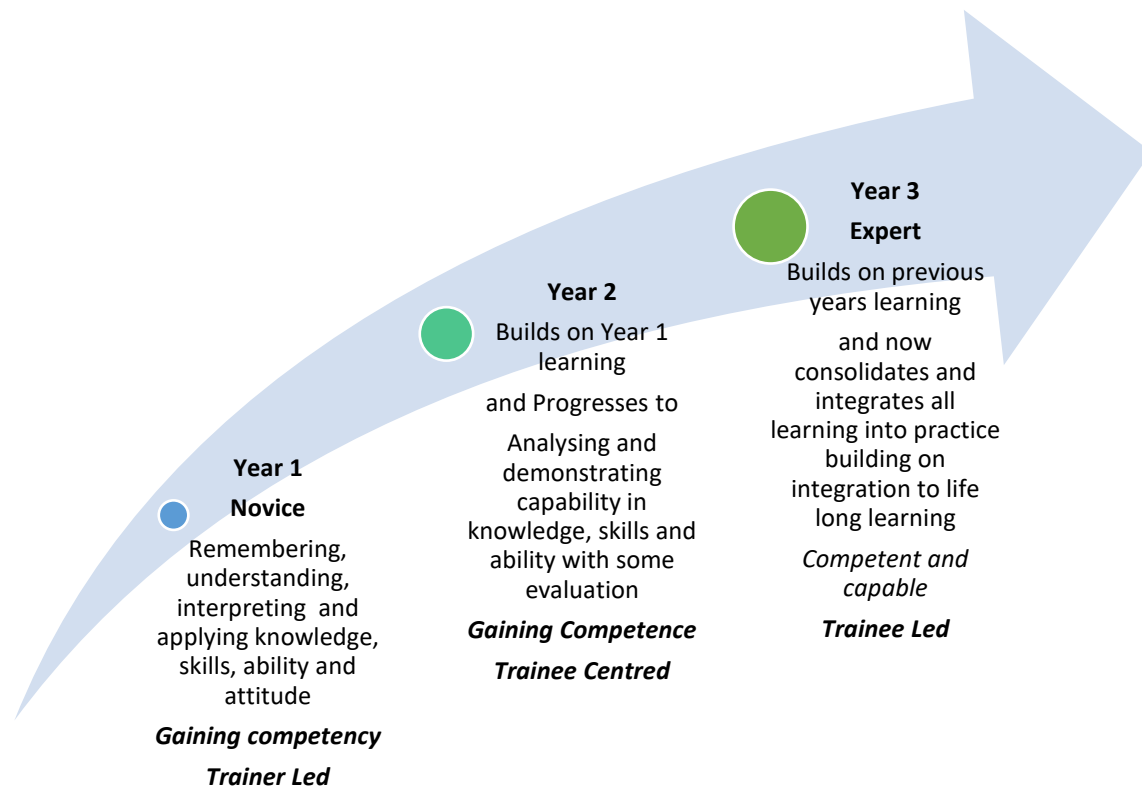 Year 1
Novice
Remembering,
understanding,
interpreting  and
applying knowledge,
skills, ability and
attitude
Gaining competency
Trainer Led
Year 2
Builds on Year 1
learning
and Progresses to
Analysing and
demonstrating
capability in
knowledge, skills and
ability with some
evaluation
Gaining Competence
Trainee Centred
Year 3
Expert
Builds on previous
years learning
and now
consolidates and
integrates all
learning into practice
building on
integration to life
long learning
Competent and
capable
Trainee Led